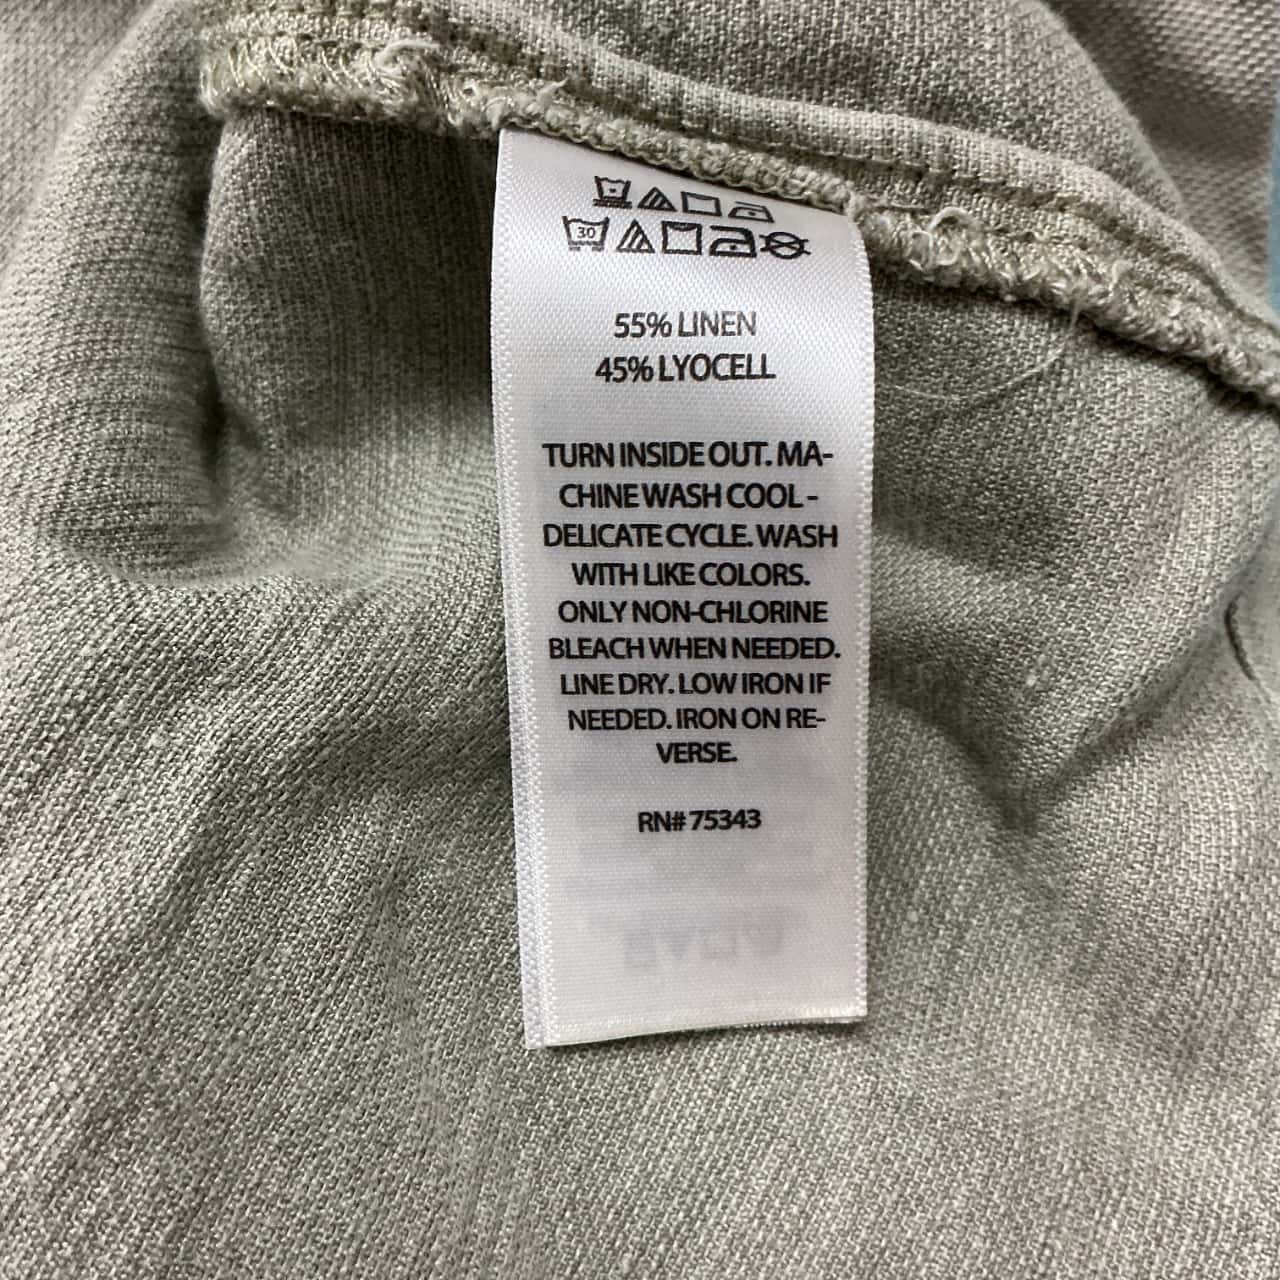 30
55% LINEN
45% LYOCELL
TURN INSIDE OUT. MA-
CHINE WASH COOL -
DELICATE CYCLE. WASH
WITH LIKE COLORS.
ONLY NON-CHLORINE
BLEACH WHEN NEEDED.
LINE DRY. LOW IRON IF
NEEDED. IRON ON RE-
VERSE.
RN# 75343